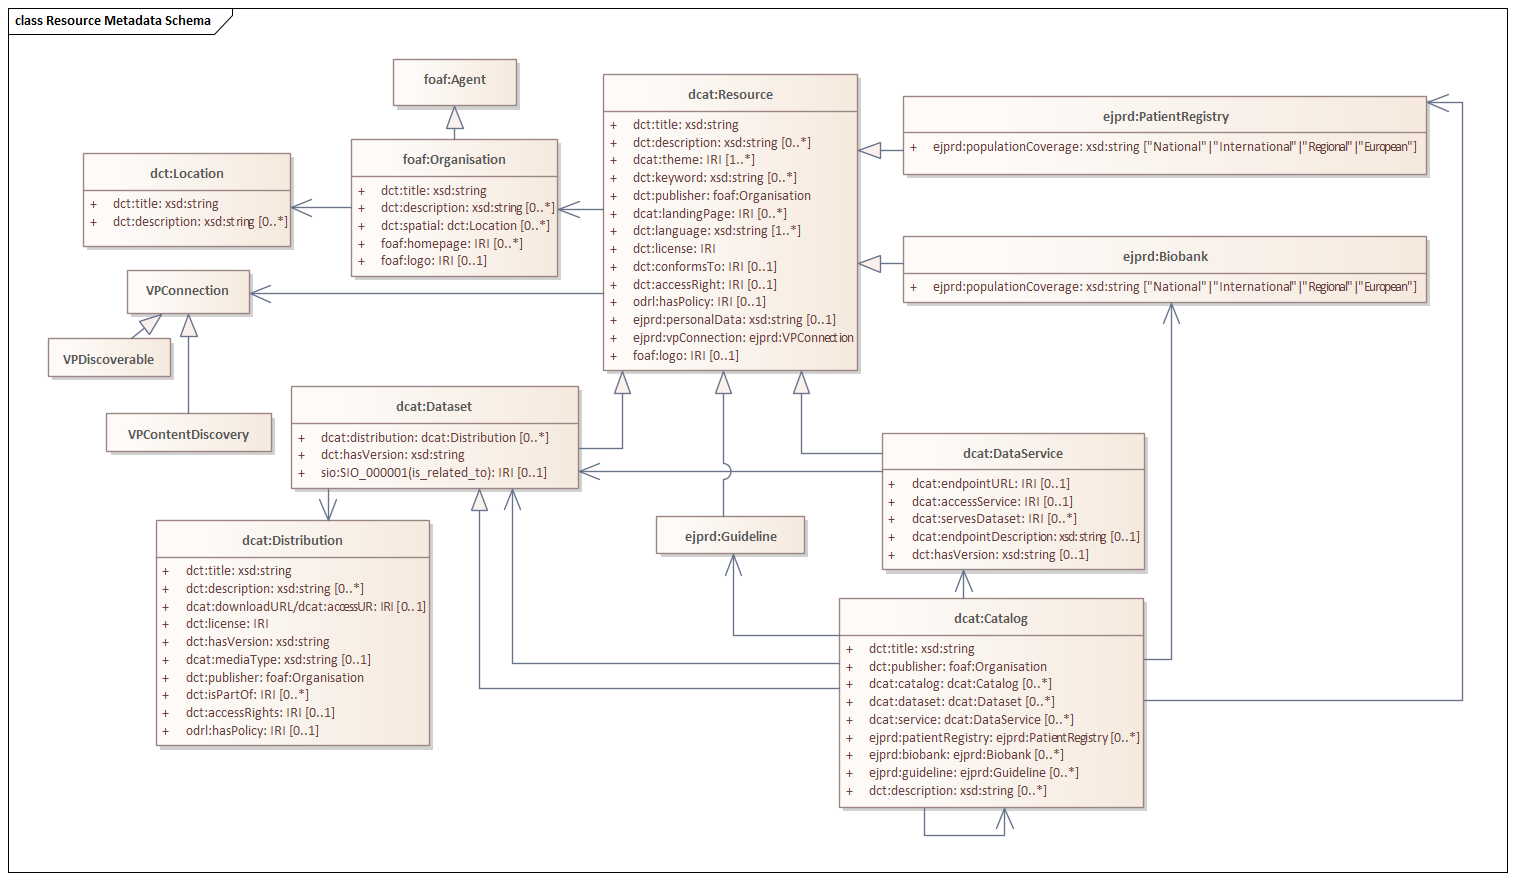 class Resource Metadata Schema
foaf:Agent
foaf:Organisation
+ dct:title: xsd:string
+ dct:description: xsd:string [0..*]
+ dct:spatial: dct:Location [0..*]
+ foaf:homepage: IRI [0..*]
+ foaf:logo: IRI [0..1]
dct:Location
+ dct:title: xsd:string
+ dct:description: xsd:string [0..*]
VPConnection
VPDiscoverable
VPContentDiscovery
dcat:Resource
+ dct:title: xsd:string
+ dct:description: xsd:string [0..*]
+ dcat:theme: IRI [1..*]
+ dct:keyword: xsd:string [0..*]
+ dct:publisher: foaf:Organisation
+ dcat:landingPage: IRI [0..*]
+ dct:language: xsd:string [1..*]
+ dct:license: IRI
+ dct:conformsTo: IRI [0..1]
+ dct:accessRight: IRI [0..1]
+ odrl:hasPolicy: IRI [0..1]
+ ejprd:personalData: xsd:string [0..1]
+ ejprd:vpConnection: ejprd:VPConnection
+ foaf:logo: IRI [0..1]
ejprd:PatientRegistry
+ ejprd:populationCoverage: xsd:string ["National"|"International"|"Regional"|"European"]
ejprd:Biobank
+ ejprd:populationCoverage: xsd:string ["National"|"International"|"Regional"|"European"]
dcat:Dataset
+ dcat:distribution: dcat:Distribution [0..*]
+ dct:hasVersion: xsd:string
+ sio:SIO_000001(is_related_to): IRI [0..1]
dcat:DataService
+ dcat:endpointURL: IRI [0..1]
+ dcat:accessService: IRI [0..1]
+ dcat:servesDataset: IRI [0..*]
+ dcat:endpointDescription: xsd:string [0..1]
+ dct:hasVersion: xsd:string [0..1]
ejprd:Guideline
dcat:Distribution
+ dct:title: xsd:string
+ dct:description: xsd:string [0..*]
+ dcat:downloadURL/dcat:accessUR: IRI [0..1]
+ dct:license: IRI
+ dct:hasVersion: xsd:string
+ dcat:mediaType: xsd:string [0..1]
+ dct:publisher: foaf:Organisation
+ dct:isPartOf: IRI [0..*]
+ dct:accessRights: IRI [0..1]
+ odrl:hasPolicy: IRI [0..1]
dcat:Catalog
+ dct:title: xsd:string
+ dct:publisher: foaf:Organisation
+ dcat:catalog: dcat:Catalog [0..*]
+ dcat:dataset: dcat:Dataset [0..*]
+ dcat:service: dcat:DataService [0..*]
+ ejprd:patientRegistry: ejprd:PatientRegistry [0..*]
+ ejprd:biobank: ejprd:Biobank [0..*]
+ ejprd:guideline: ejprd:Guideline [0..*]
+ dct:description: xsd:string [0..*]